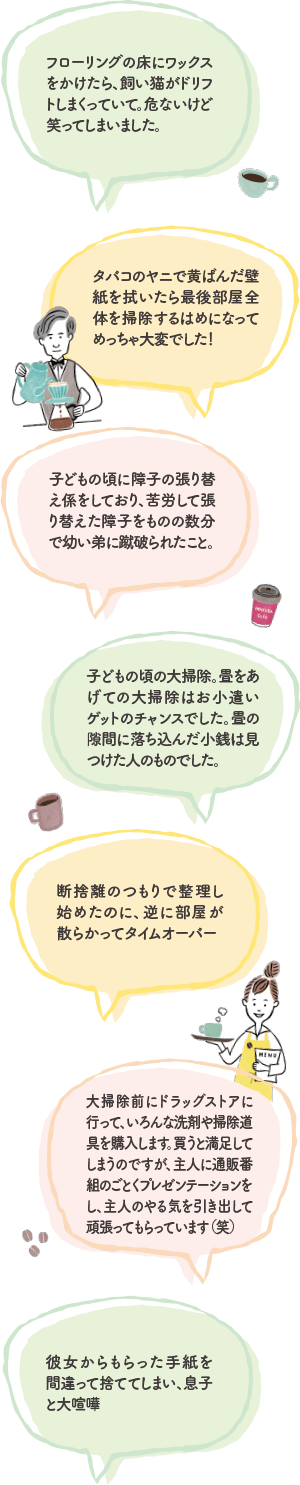 フローリングの床にワックス
をかけたら、飼い猫がドリフ
トしまくっていて。危ないけど
笑ってしまいました。
タバコのヤニで黄ばんだ壁
紙を拭いたら最後部屋全
体を掃除するはめになって
めっちゃ大変でした!
子どもの頃に障子の張り替
え係をしており、苦労して張
り替えた障子をものの数分
で幼い弟に蹴破られたこと。
子どもの頃の大掃除。畳をあ
げての大掃除はお小遣い
ゲットのチャンスでした。畳の
隙間に落ち込んだ小銭は見
つけた人のものでした。
断捨離のつもりで整理し
始めたのに、逆に部屋が
散らかってタイムオーバー
MENU
大掃除前にドラッグストアに
行って、いろんな洗剤や掃除道
具を購入します。買うと満足して
しまうのですが、主人に通販番
組のごとくプレゼンテーションを
し、主人のやる気を引き出して
頑張ってもらっています(笑)
彼女からもらった手紙を
間違って捨ててしまい、息子
と大喧嘩